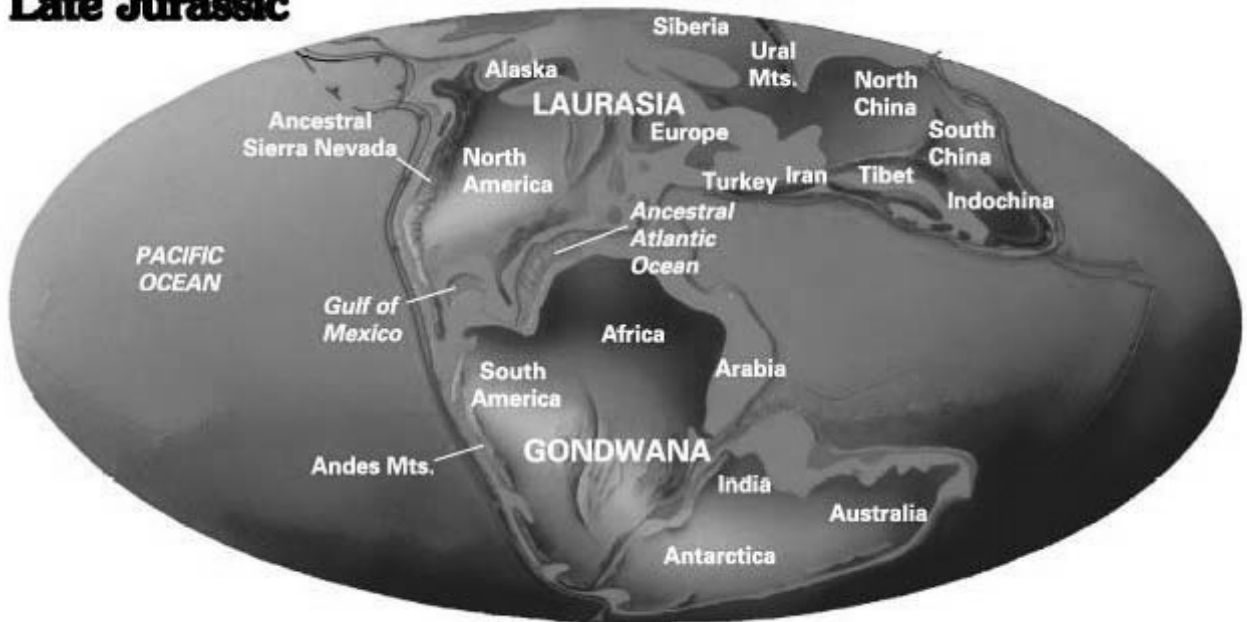 Late Jurassic
Siberia
Ural
Mts.
Alaska
LAURASIA
North
China
Ancestral
Sierra Nevada
Europe
South
China
North
America
Turkey
Iran
Tibet
Indochina
Ancestral
Atlantic
Ocean
PACIFIC
OCEAN
Gulf of
Mexico
Africa
South
America
Arabia
GONDWANA
Andes Mts.
India
Australia
Antarctica